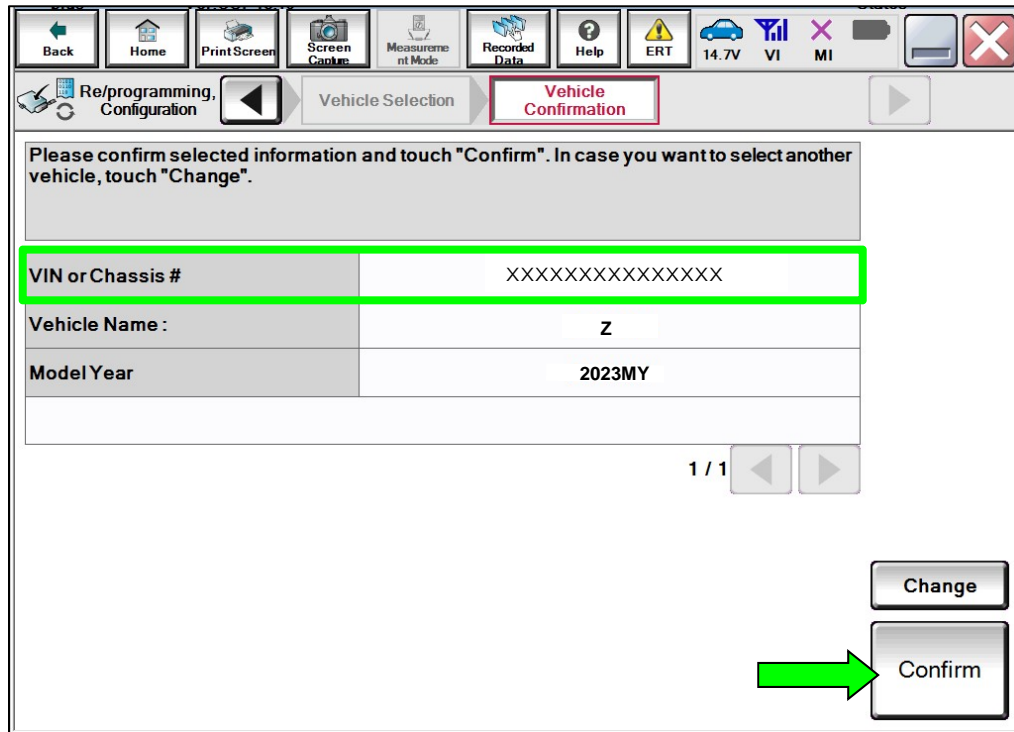 Back
Home
Print Screen
Screen
Capture
Measureme
nt Mode
Recorded
Data
Help
ERT
14.7V
VI
MI
Re/programming,
Configuration
Vehicle Selection
Vehicle
Confirmation
Please confirm selected information and touch "Confirm". In case you want to select another
vehicle, touch "Change".
VIN or Chassis # XXXXXXXXXXXXXXX
Vehicle Name : Z
Model Year 2023MY
1 / 1
Change
Confirm